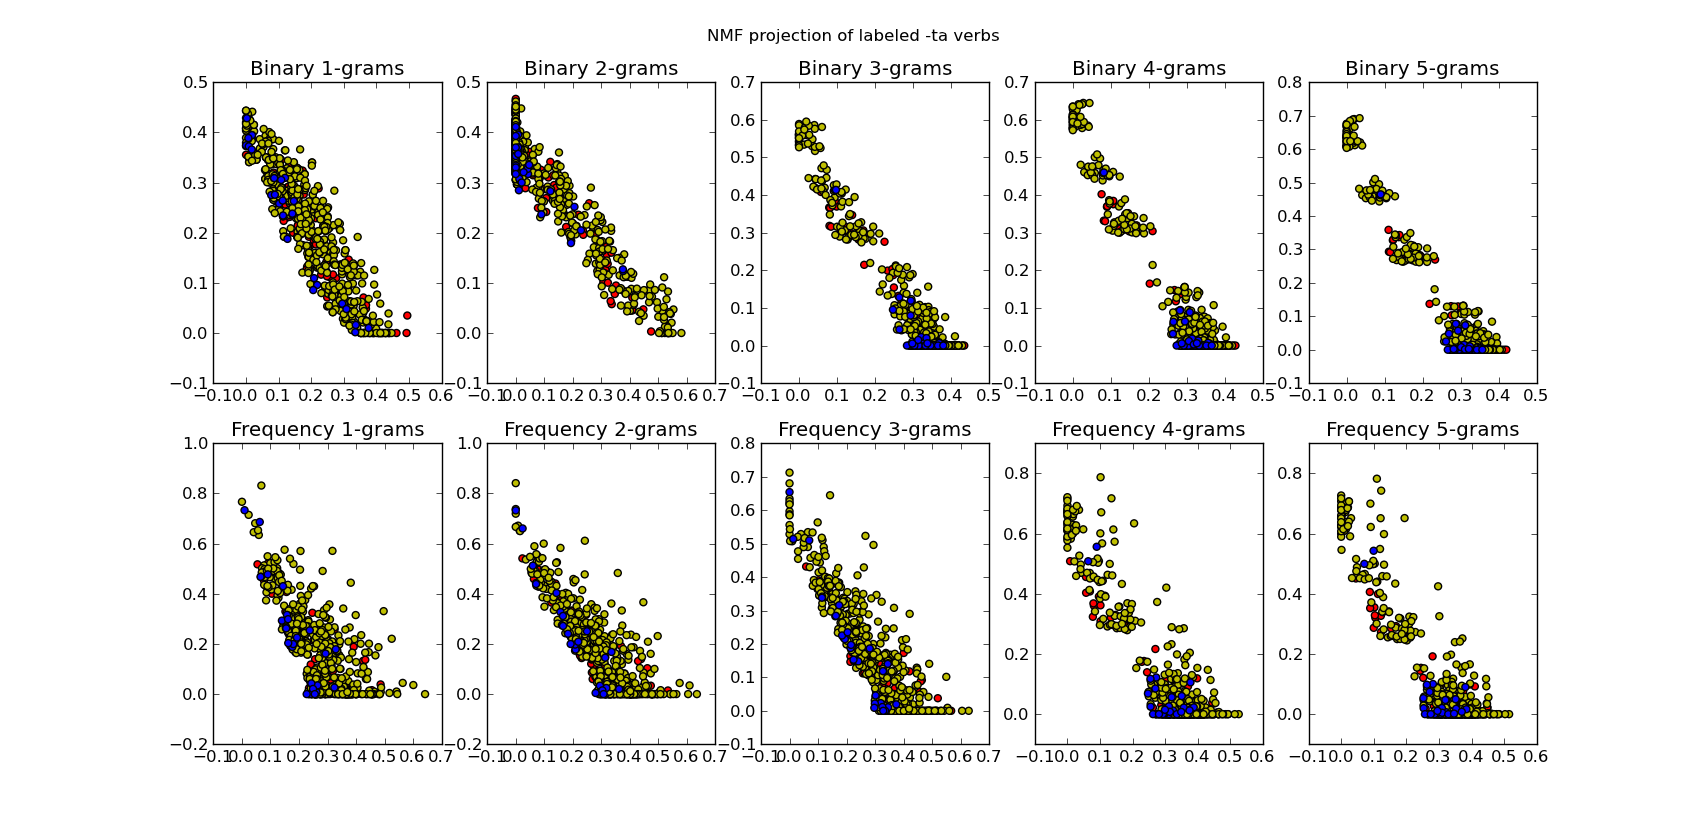 NMF projection of labeled -ta verbs
Binary 1-grams Binary 2-grams Binary 3-grams Binary 4-grams Binary 5-grams
0.5 0.5 0.7 0.7 0.8
0.7
0.6 0.6
0.4 0.4 0.6
0.5 0.5
0.5
0.3 0.3 0.4 0.4
0.4
0.2 0.2 0.3 0.3
0.3
0.2 0.2 0.2
0.1 0.1
0.1 0.1 0.1
0.0 0.0 0.0 0.0 0.0
−0.1 −0.1 −0.1 −0.1 −0.1
−0.1 0.0 0.1 0.2 0.3 0.4 0.5 0.6 −0.1 0.0 0.1 0.2 0.3 0.4 0.5 0.6 0.7 −0.1 0.0 0.1 0.2 0.3 0.4 0.5 −0.1 0.0 0.1 0.2 0.3 0.4 0.5 −0.1 0.0 0.1 0.2 0.3 0.4 0.5
Frequency 1-grams Frequency 2-grams Frequency 3-grams Frequency 4-grams Frequency 5-grams
1.0 1.0 0.8
0.8 0.8
0.7
0.8 0.8
0.6
0.6 0.6
0.6 0.6 0.5
0.4
0.4 0.4 0.4 0.4
0.3
0.2 0.2 0.2 0.2 0.2
0.1
0.0 0.0 0.0 0.0 0.0
−0.2 −0.2 −0.1
−0.1 0.0 0.1 0.2 0.3 0.4 0.5 0.6 0.7 −0.1 0.0 0.1 0.2 0.3 0.4 0.5 0.6 0.7 −0.1 0.0 0.1 0.2 0.3 0.4 0.5 0.6 0.7 −0.1 0.0 0.1 0.2 0.3 0.4 0.5 0.6 −0.1 0.0 0.1 0.2 0.3 0.4 0.5 0.6